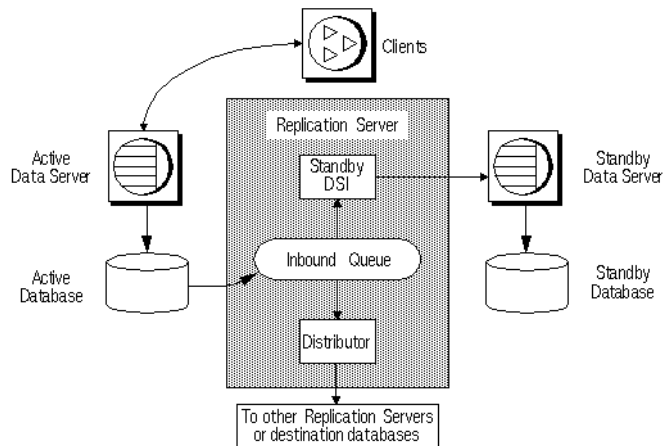 Clients
Replication Server
Active
Data Server
Standby
DSI
Standby
Data Server
Inbound Queue
Active
Database
Standby
Database
Distributor
To other Replication Servers
or destination databases